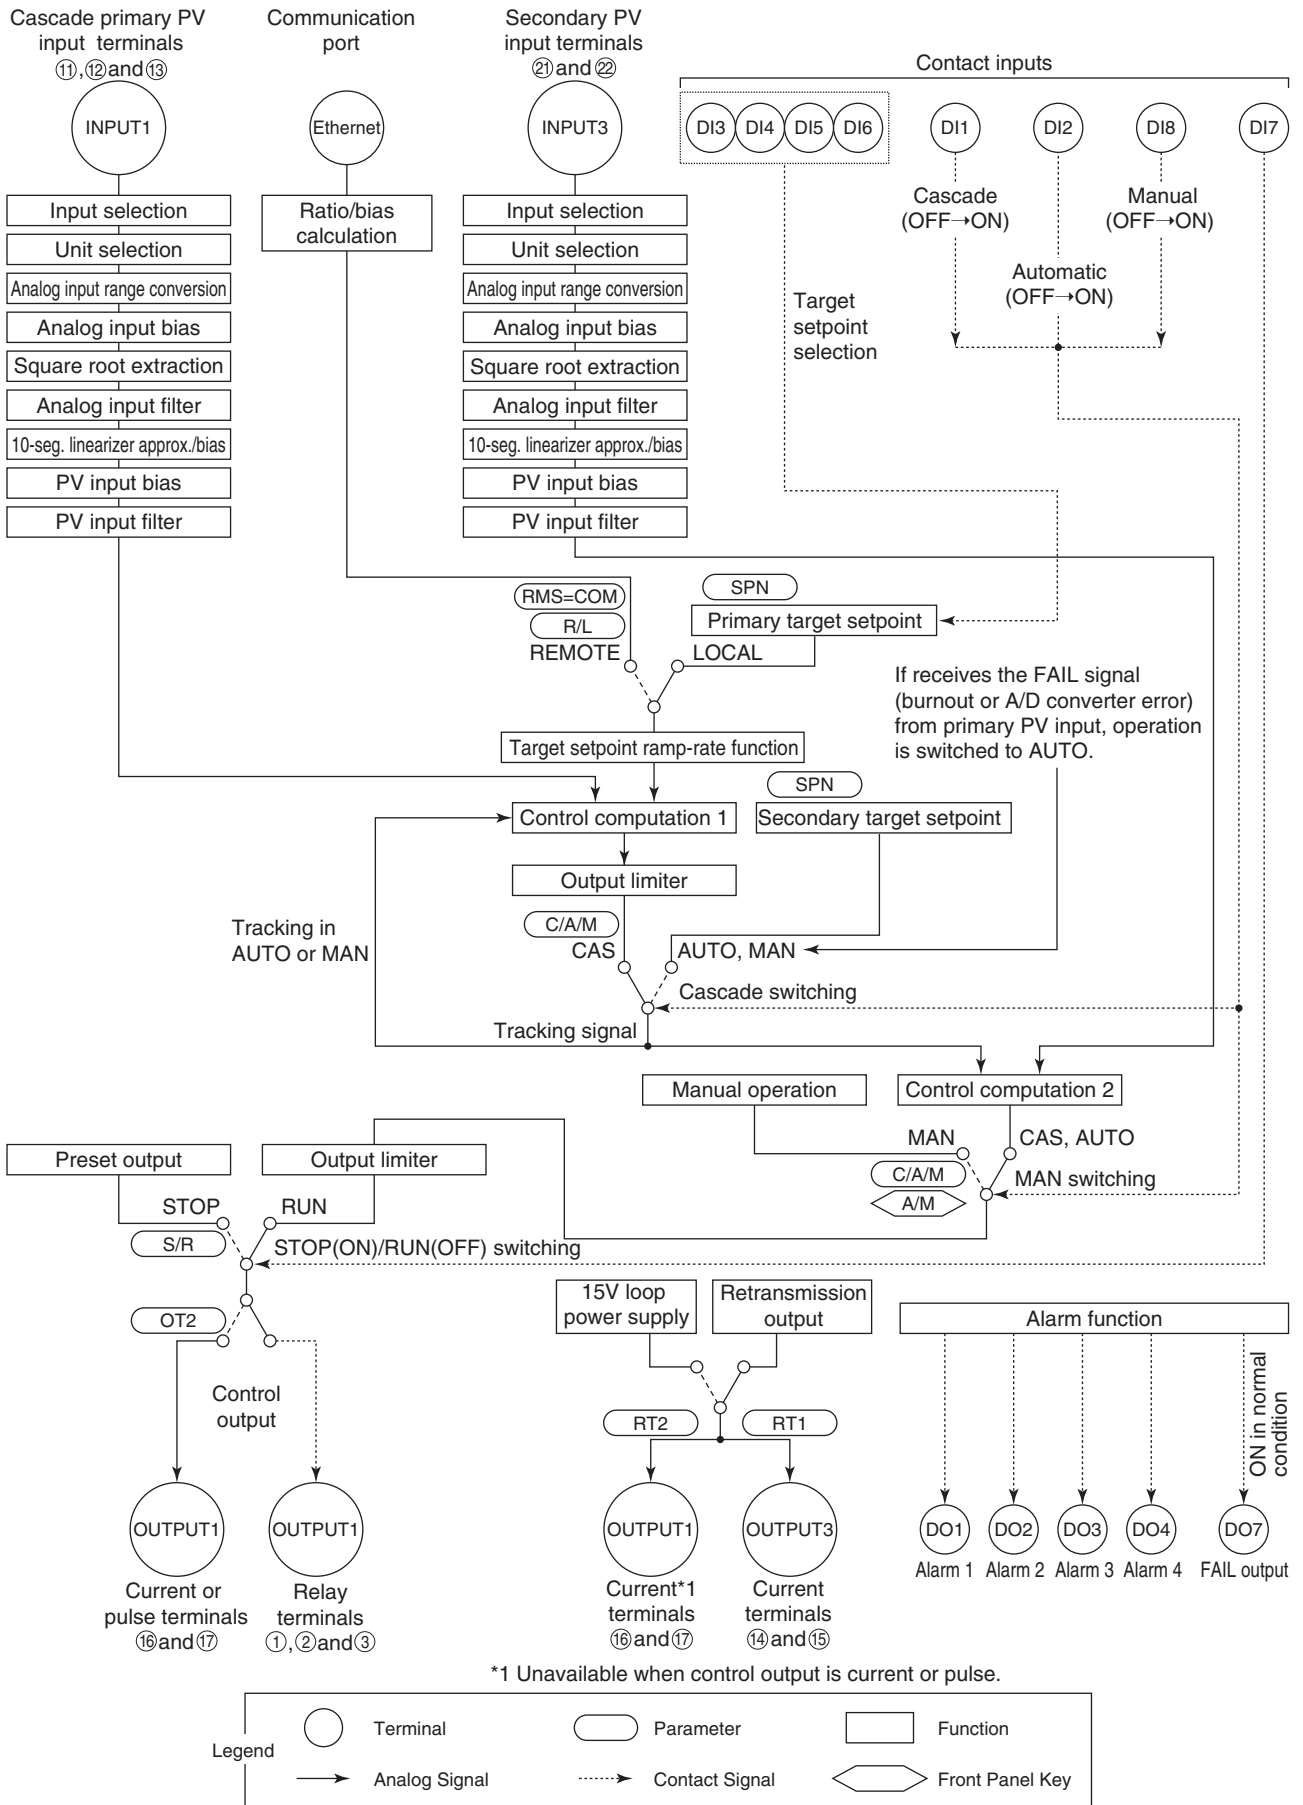 Cascade primary PV
input terminals
⑪,⑫and⑬
Communication
port
Secondary PV
input terminals
㉑and㉒
Contact inputs
INPUT1
Ethernet
INPUT3
DI3
DI4
DI5
DI6
DI1
DI2
DI8
DI7
Input selection
Unit selection
Analog input range conversion
Analog input bias
Square root extraction
Analog input filter
10-seg. linearizer approx./bias
PV input bias
PV input filter
Ratio/bias
calculation
Input selection
Unit selection
Analog input range conversion
Analog input bias
Square root extraction
Analog input filter
10-seg. linearizer approx./bias
PV input bias
PV input filter
Cascade
(OFF→ON)
Manual
(OFF→ON)
Automatic
(OFF→ON)
Target
setpoint
selection
RMS=COM
R/L
REMOTE
SPN
Primary target setpoint
LOCAL
If receives the FAIL signal
(burnout or A/D converter error)
from primary PV input, operation
is switched to AUTO.
Target setpoint ramp-rate function
SPN
Control computation 1
Secondary target setpoint
Output limiter
Tracking in
AUTO or MAN
C/A/M
CAS
AUTO, MAN
Cascade switching
Tracking signal
Manual operation
Control computation 2
MAN
CAS, AUTO
C/A/M
A/M
MAN switching
Preset output
Output limiter
STOP
RUN
S/R
STOP(ON)/RUN(OFF) switching
OT2
Control
output
15V loop
power supply
Retransmission
output
Alarm function
RT2
RT1
ON in normal
condition
OUTPUT1
OUTPUT1
OUTPUT1
OUTPUT3
DO1
DO2
DO3
DO4
DO7
Alarm 1
Alarm 2
Alarm 3
Alarm 4
FAIL output
Current or
pulse terminals
⑯and⑰
Relay
terminals
①,②and③
Current*1
terminals
⑯and⑰
Current
terminals
⑭and⑮
*1 Unavailable when control output is current or pulse.
Legend
Terminal
Parameter
Function
Analog Signal
Contact Signal
Front Panel Key